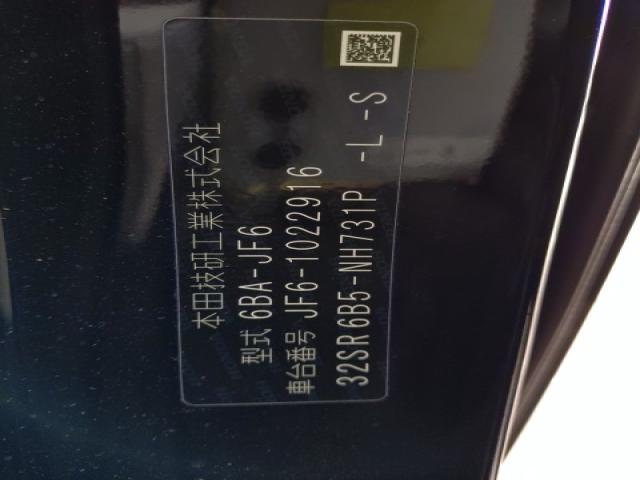 本田技研工業株式会社
型式 6BA-JF6
車台番号 JF6-1022916
32SR6B5-NH731P -L-S